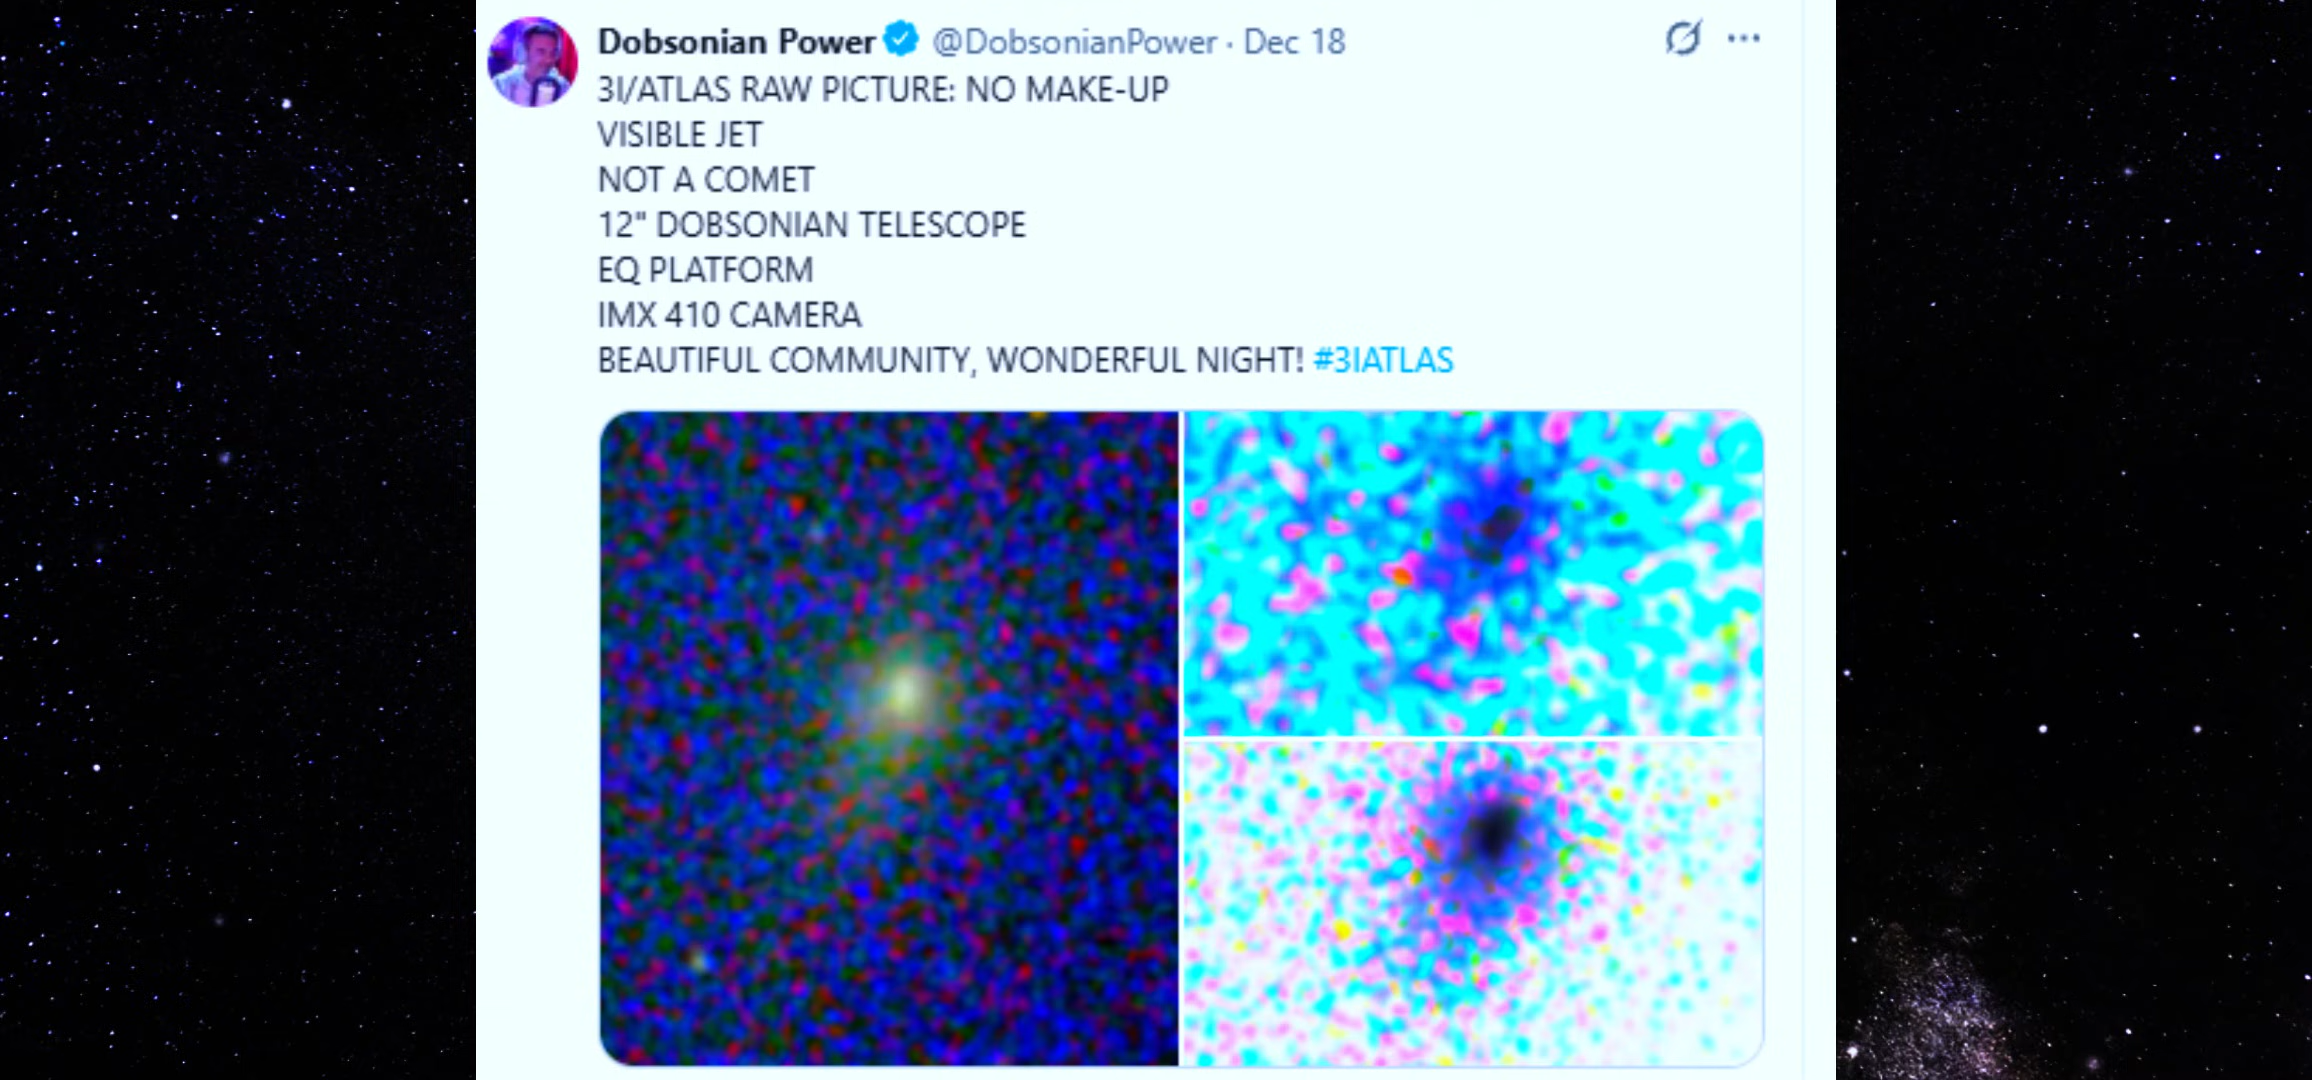 Dobsonian Power @DobsonianPower · Dec 18
3I/ATLAS RAW PICTURE: NO MAKE-UP
VISIBLE JET
NOT A COMET
12" DOBSONIAN TELESCOPE
EQ PLATFORM
IMX 410 CAMERA
BEAUTIFUL COMMUNITY, WONDERFUL NIGHT! #3IATLAS